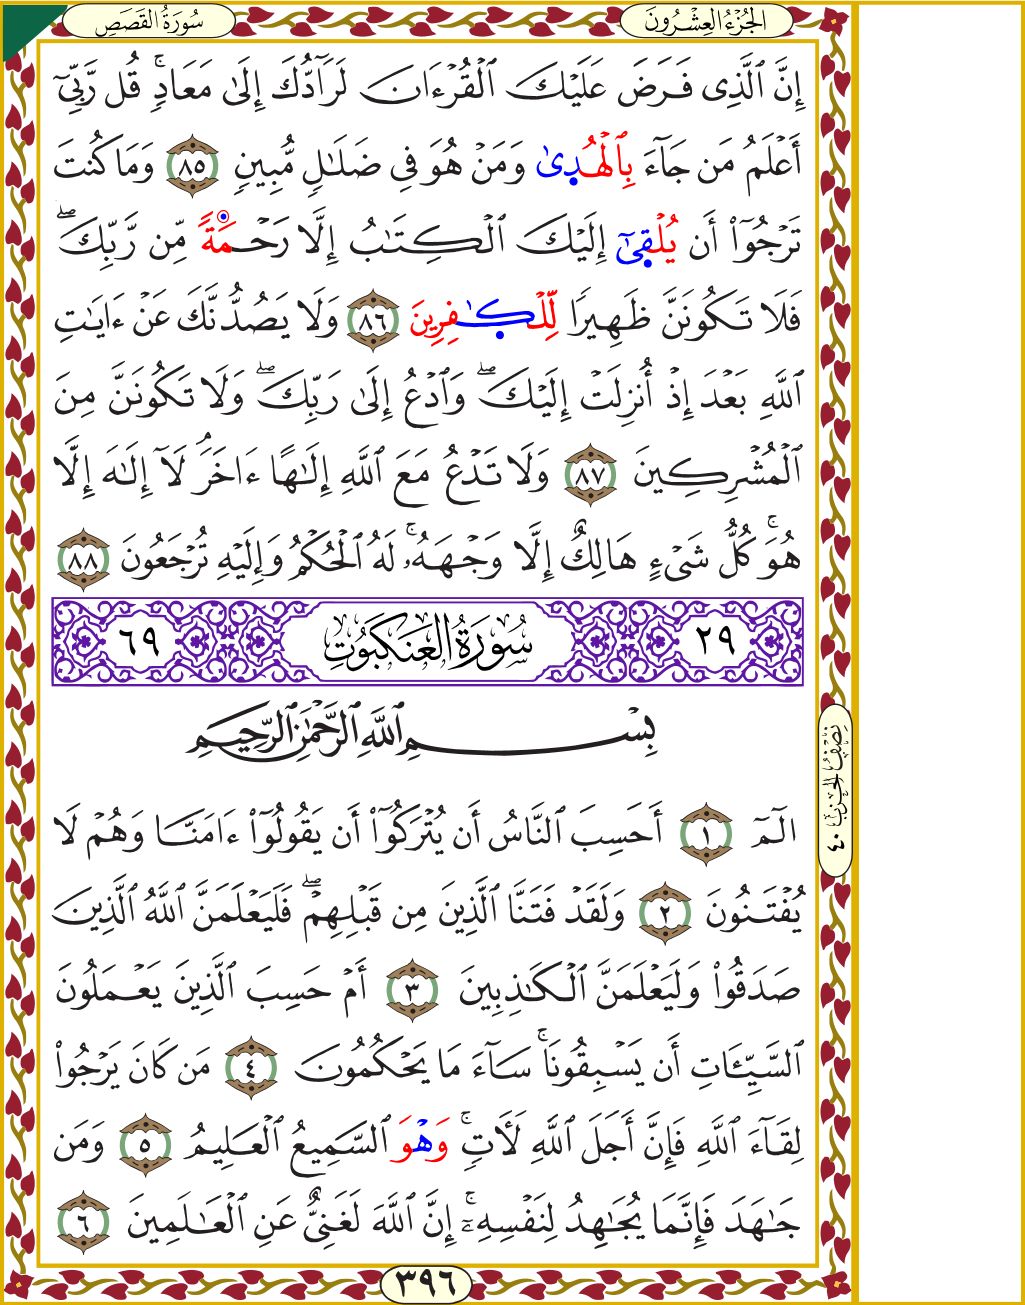 الجُزْءُ العِشْرُونَ
سُورَةُ القَصَصِ
إِنَّ ٱلَّذِى فَرَضَ عَلَيْكَ ٱلْقُرْءَانَ لَرَآدُّكَ إِلَىٰ مَعَادٍۚ قُل رَّبِّىٓ
أَعْلَمُ مَن جَآءَ بِٱلْهُدِىٰ وَمَنْ هُوَ فِى ضَلَٰلٍ مُّبِينٍ ٨٥ وَمَا كُنتَ
تَرْجُوٓا۟ أَن يُلْقِىٰٓ إِلَيْكَ ٱلْكِتَٰبُ إِلَّا رَحْمَةً مِّن رَّبِّكَۖ
فَلَا تَكُونَنَّ ظَهِيرًا لِّلْكَٰفِرِينَ ٨٦ وَلَا يَصُدُّنَّكَ عَنْ ءَايَٰتِ
ٱللَّهِ بَعْدَ إِذْ أُنزِلَتْ إِلَيْكَۖ وَٱدْعُ إِلَىٰ رَبِّكَۖ وَلَا تَكُونَنَّ مِنَ
ٱلْمُشْرِكِينَ ٨٧ وَلَا تَدْعُ مَعَ ٱللَّهِ إِلَٰهًا ءَاخَرَۘ لَآ إِلَٰهَ إِلَّا
هُوَۚ كُلُّ شَىْءٍ هَالِكٌ إِلَّا وَجْهَهُۥۚ لَهُ ٱلْحُكْمُ وَإِلَيْهِ تُرْجَعُونَ ٨٨
٢٩ سُورَةُ العَنكَبُوتِ ٦٩
بِسْمِ ٱللَّهِ ٱلرَّحْمَٰنِ ٱلرَّحِيمِ
الٓمٓ ١ أَحَسِبَ ٱلنَّاسُ أَن يُتْرَكُوٓا۟ أَن يَقُولُوٓا۟ ءَامَنَّا وَهُمْ لَا
يُفْتَنُونَ ٢ وَلَقَدْ فَتَنَّا ٱلَّذِينَ مِن قَبْلِهِمْۖ فَلَيَعْلَمَنَّ ٱللَّهُ ٱلَّذِينَ
صَدَقُوا۟ وَلَيَعْلَمَنَّ ٱلْكَٰذِبِينَ ٣ أَمْ حَسِبَ ٱلَّذِينَ يَعْمَلُونَ
ٱلسَّيِّـَٔاتِ أَن يَسْبِقُونَاۚ سَآءَ مَا يَحْكُمُونَ ٤ مَن كَانَ يَرْجُوا۟
لِقَآءَ ٱللَّهِ فَإِنَّ أَجَلَ ٱللَّهِ لَءَاتٍۚ وَهْوَ ٱلسَّمِيعُ ٱلْعَلِيمُ ٥ وَمَن
جَٰهَدَ فَإِنَّمَا يُجَٰهِدُ لِنَفْسِهِۦٓۚ إِنَّ ٱللَّهَ لَغَنِىٌّ عَنِ ٱلْعَٰلَمِينَ ٦
نِصْفُ الحِزْب ٤٠
٣٩٦